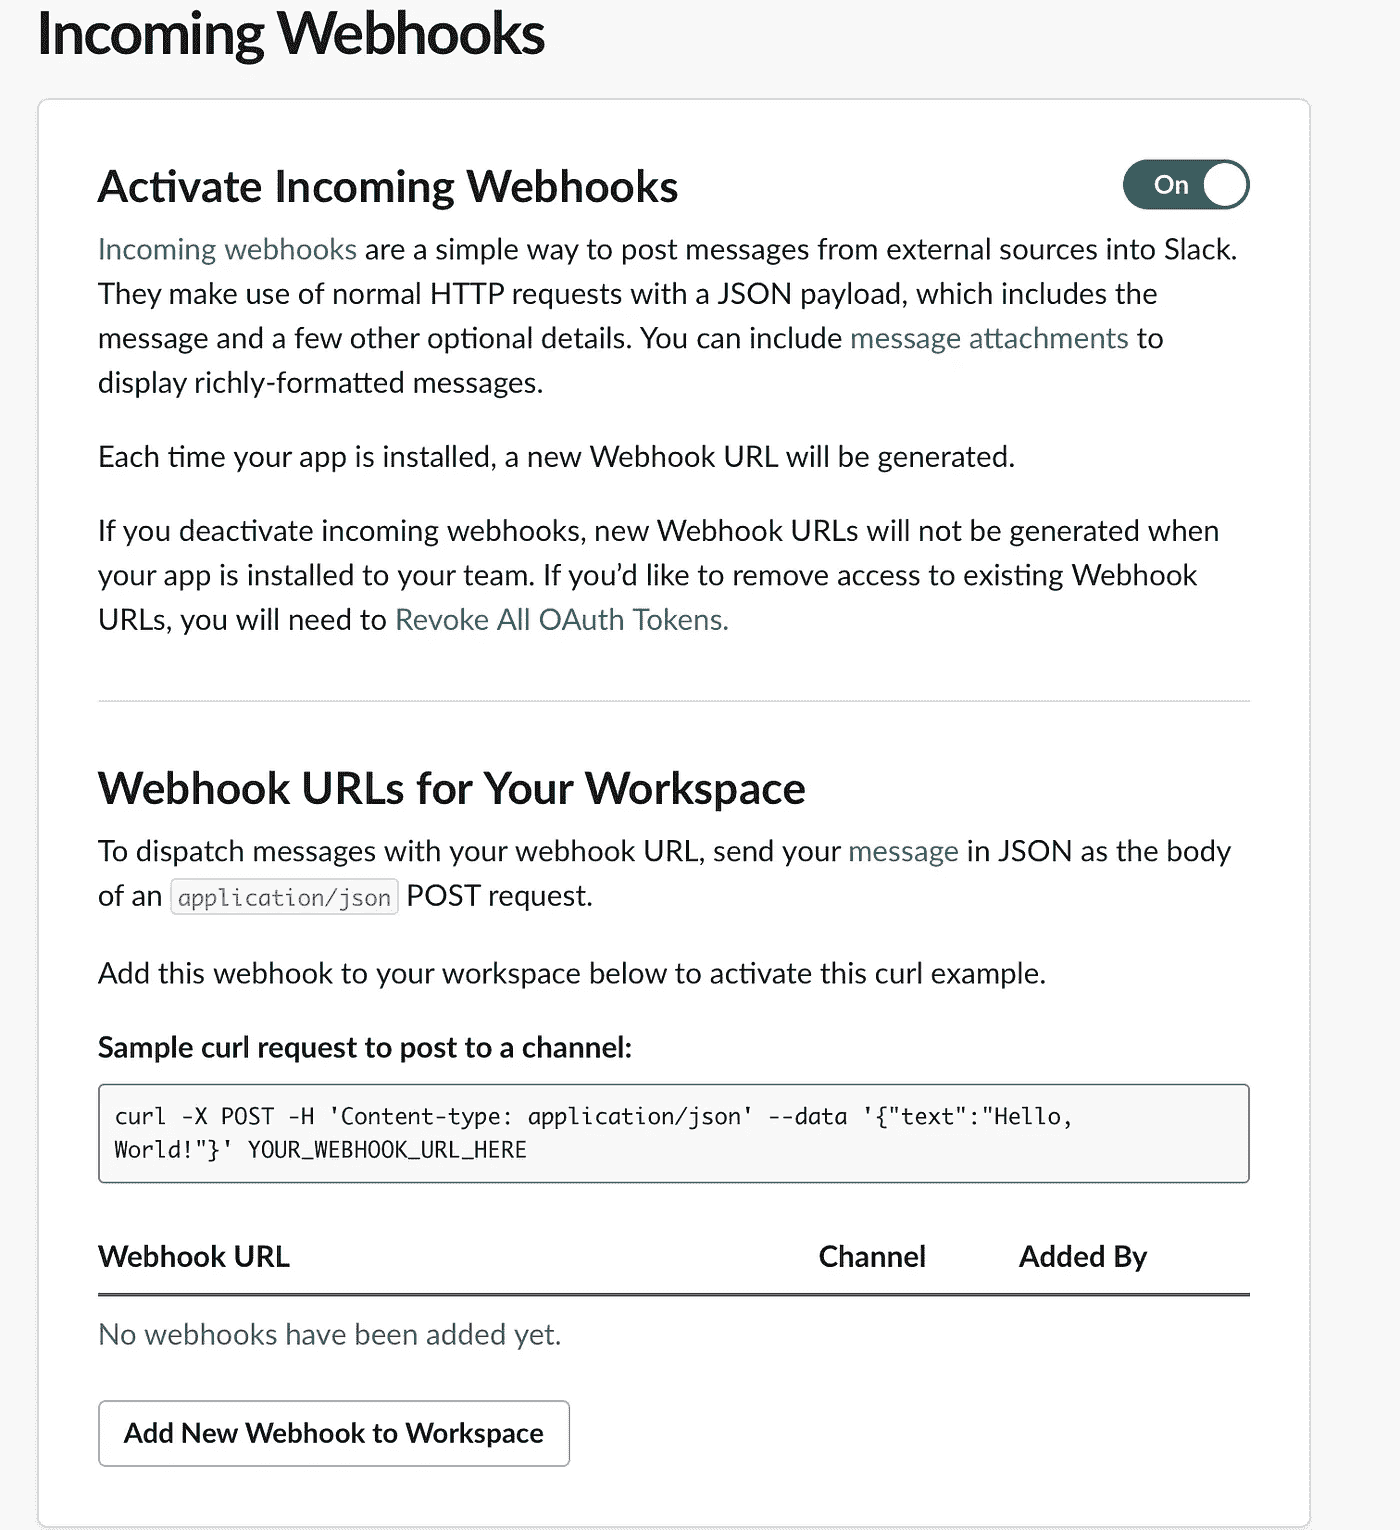 Incoming Webhooks
Activate Incoming Webhooks
On
Incoming webhooks are a simple way to post messages from external sources into Slack.
They make use of normal HTTP requests with a JSON payload, which includes the
message and a few other optional details. You can include message attachments to
display richly-formatted messages.
Each time your app is installed, a new Webhook URL will be generated.
If you deactivate incoming webhooks, new Webhook URLs will not be generated when
your app is installed to your team. If you’d like to remove access to existing Webhook
URLs, you will need to Revoke All OAuth Tokens.
Webhook URLs for Your Workspace
To dispatch messages with your webhook URL, send your message in JSON as the body
of an application/json POST request.
Add this webhook to your workspace below to activate this curl example.
Sample curl request to post to a channel:
curl -X POST -H 'Content-type: application/json' --data '{"text":"Hello,
World!"}' YOUR_WEBHOOK_URL_HERE
Webhook URL Channel Added By
No webhooks have been added yet.
Add New Webhook to Workspace